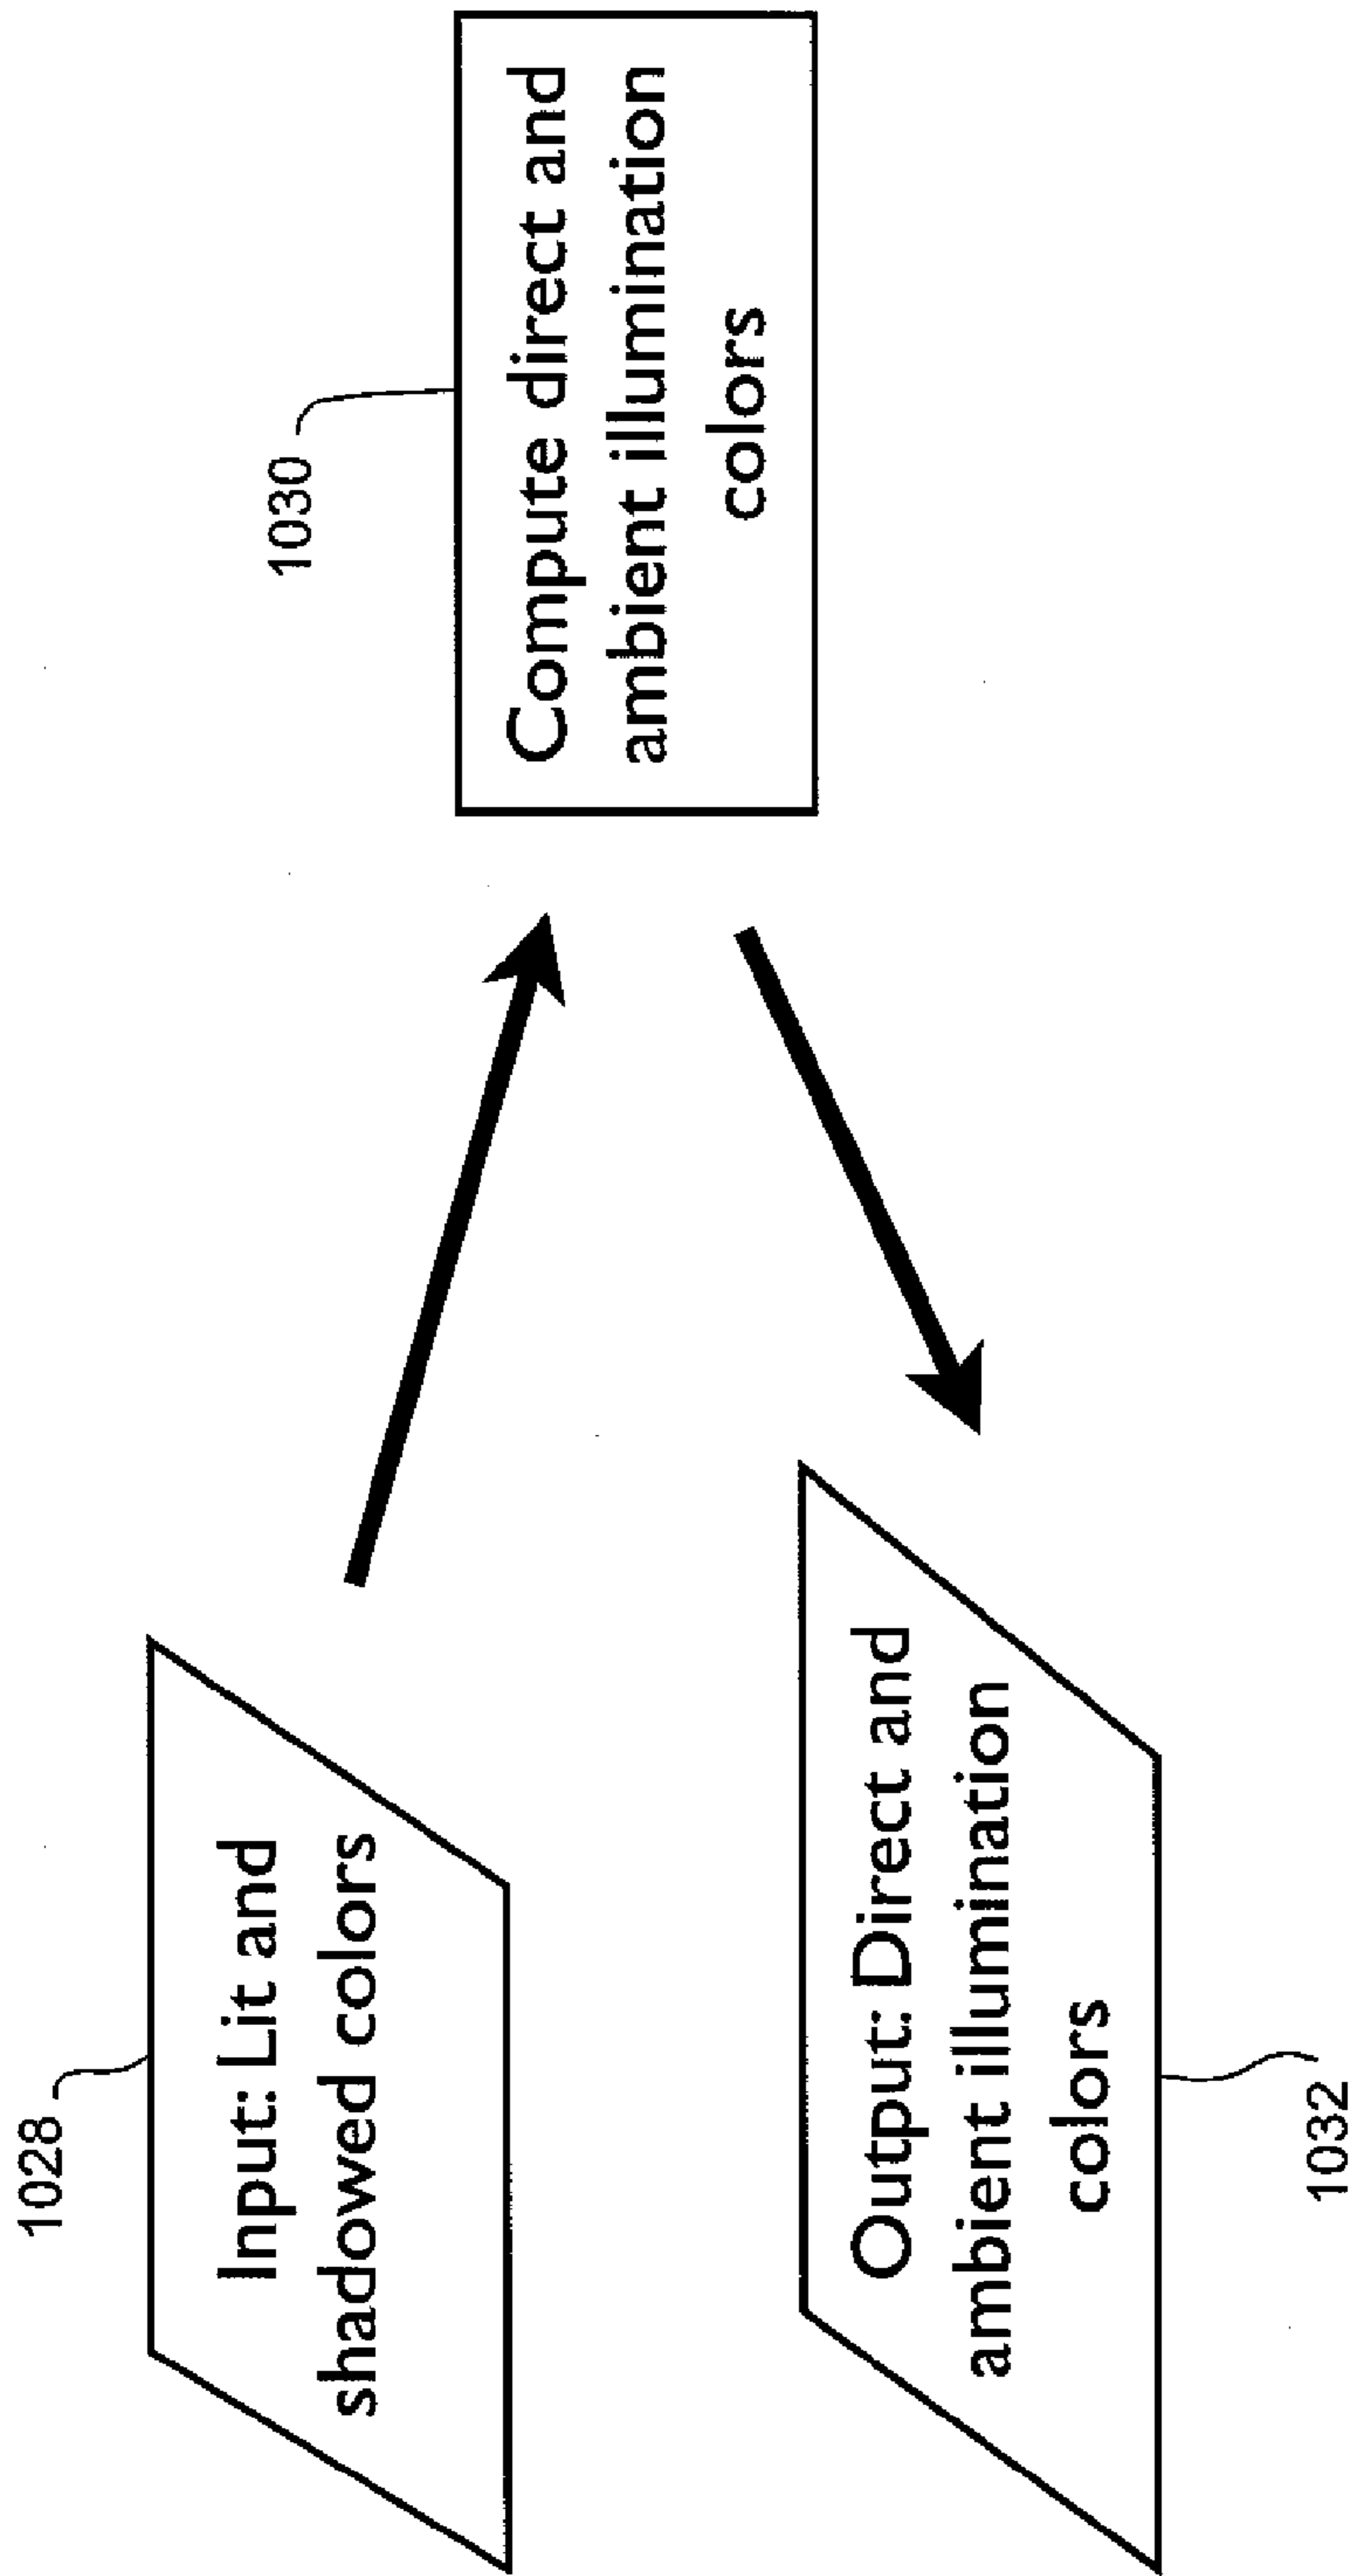 1028
Input: Lit and
shadowed colors
1030
Compute direct and
ambient illumination
colors
Output: Direct and
ambient illumination
colors
1032